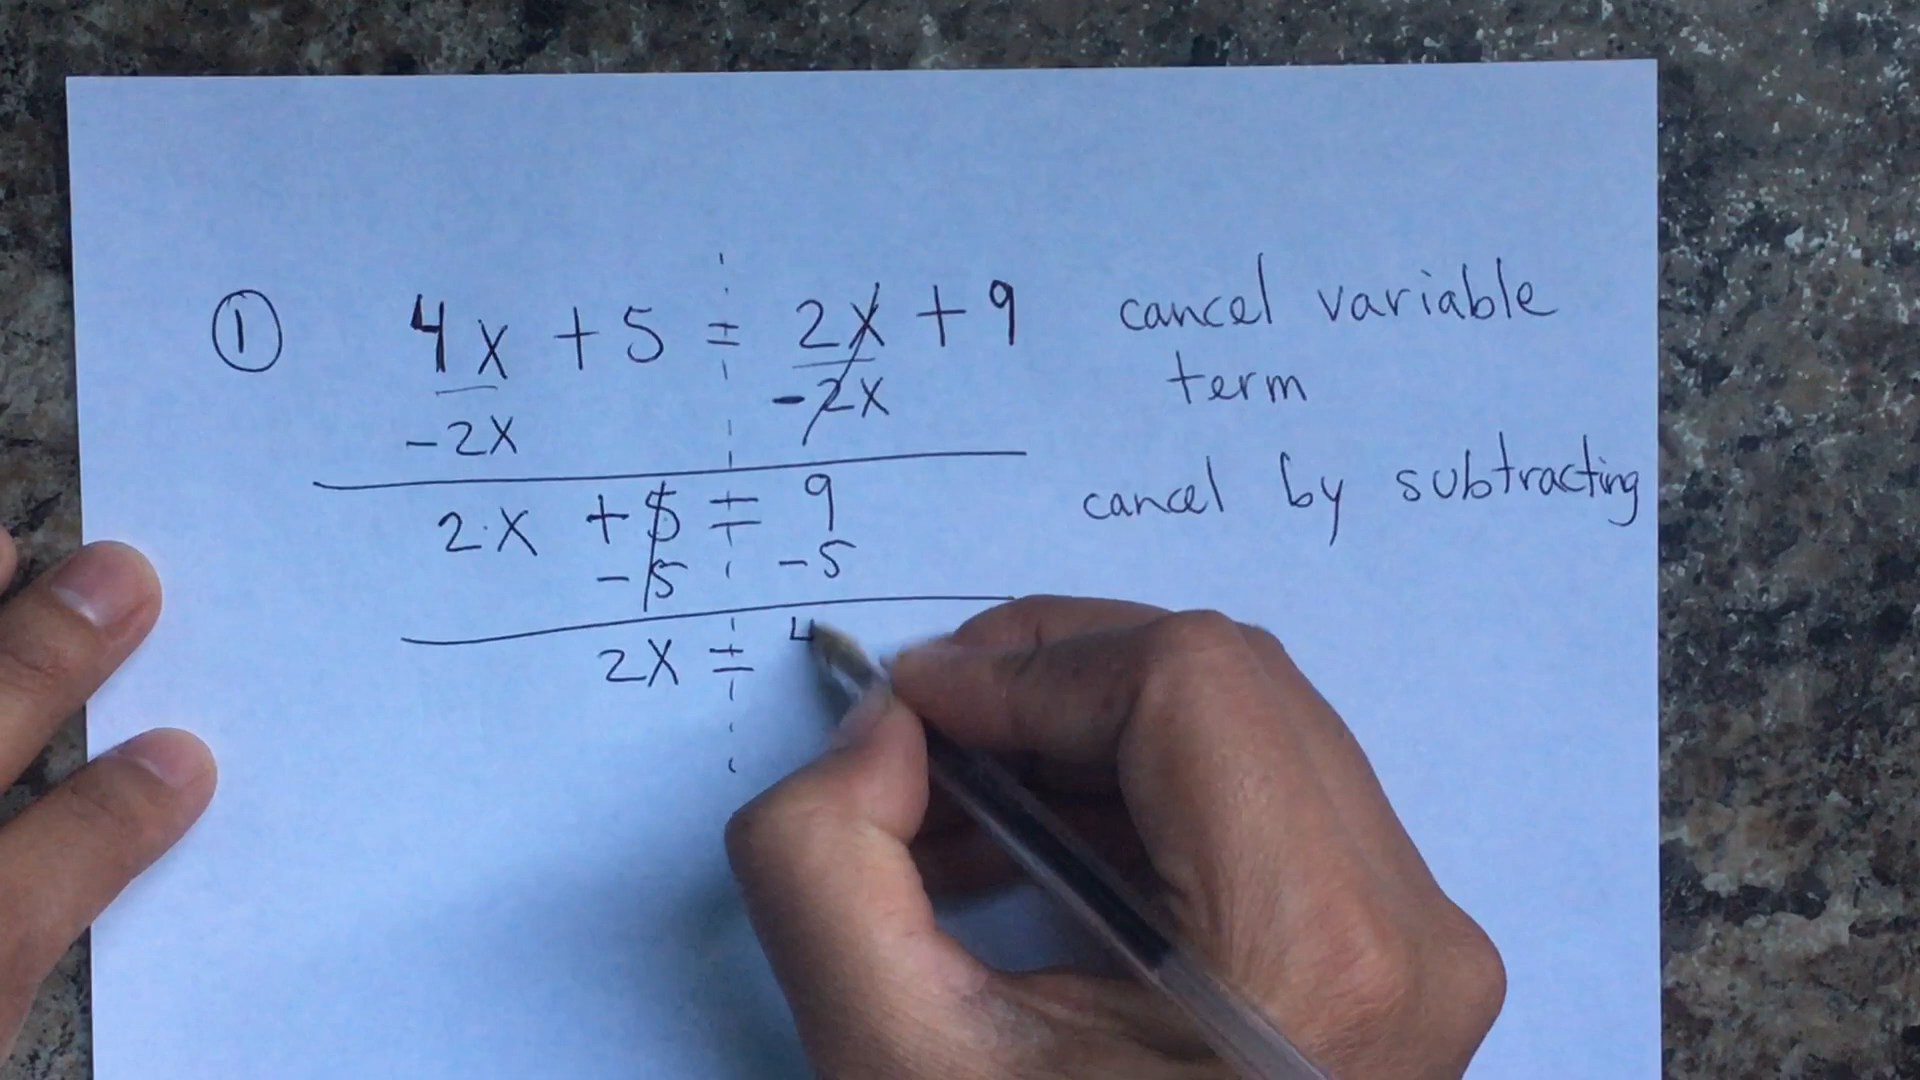 ① 4x + 5 = 2x + 9 cancel variable
-2x -2x term
2x + 5 = 9 cancel by subtracting
- 5 - 5
2x = 4